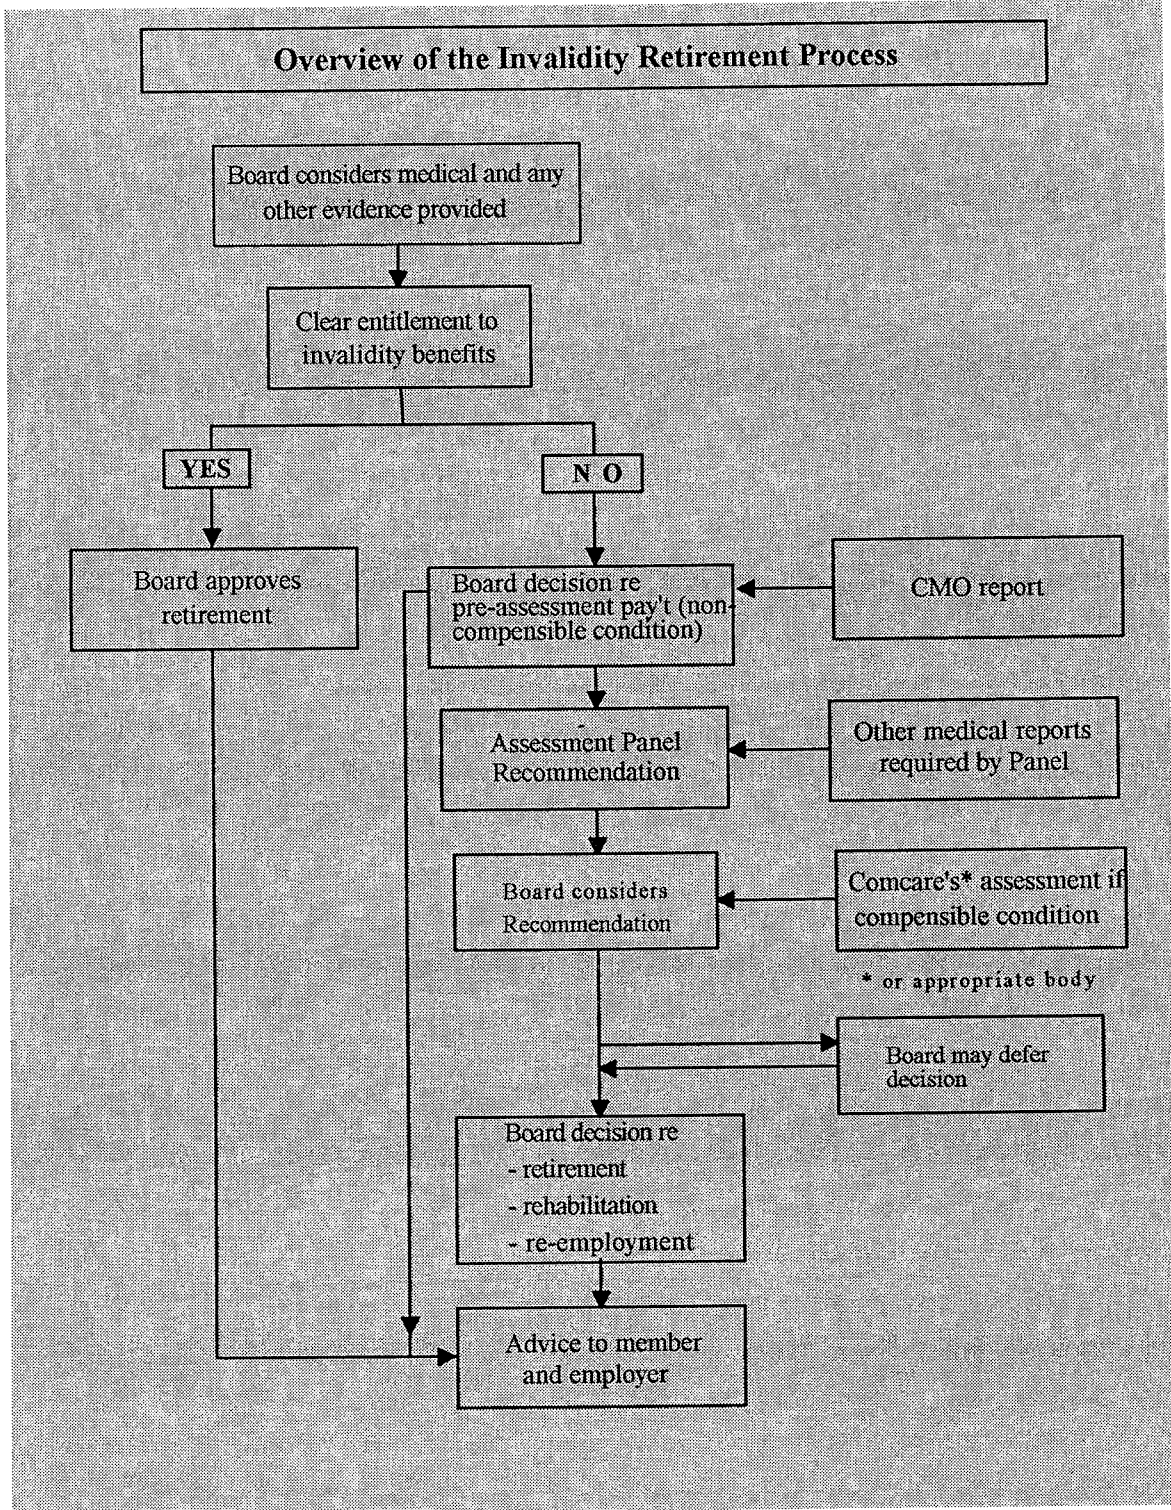 Overview of the Invalidity Retirement Process
Board considers medical and any
other evidence provided
Clear entitlement to
invalidity benefits
YES
N O
Board approves
retirement
Board decision re
pre-assessment pay't (non-
compensible condition)
CMO report
Assessment Panel
Recommendation
Other medical reports
required by Panel
Board considers
Recommendation
Comcare's* assessment if
compensible condition
* or appropriate body
Board may defer
decision
Board decision re
- retirement
- rehabilitation
- re-employment
Advice to member
and employer